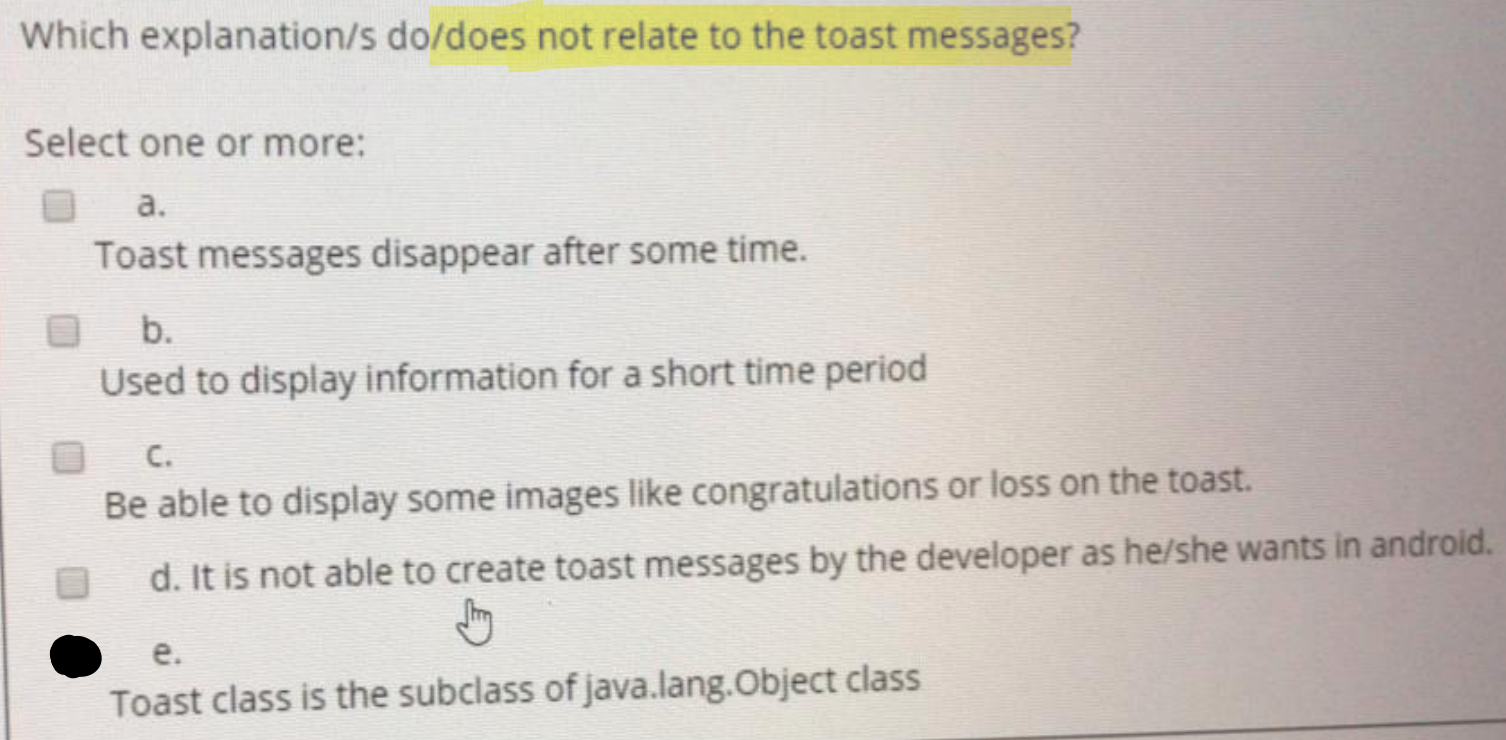 Which explanation/s do/does not relate to the toast messages?
Select one or more:
a.
Toast messages disappear after some time.
b.
Used to display information for a short time period
c.
Be able to display some images like congratulations or loss on the toast.
d. It is not able to create toast messages by the developer as he/she wants in android.
e.
Toast class is the subclass of java.lang.Object class